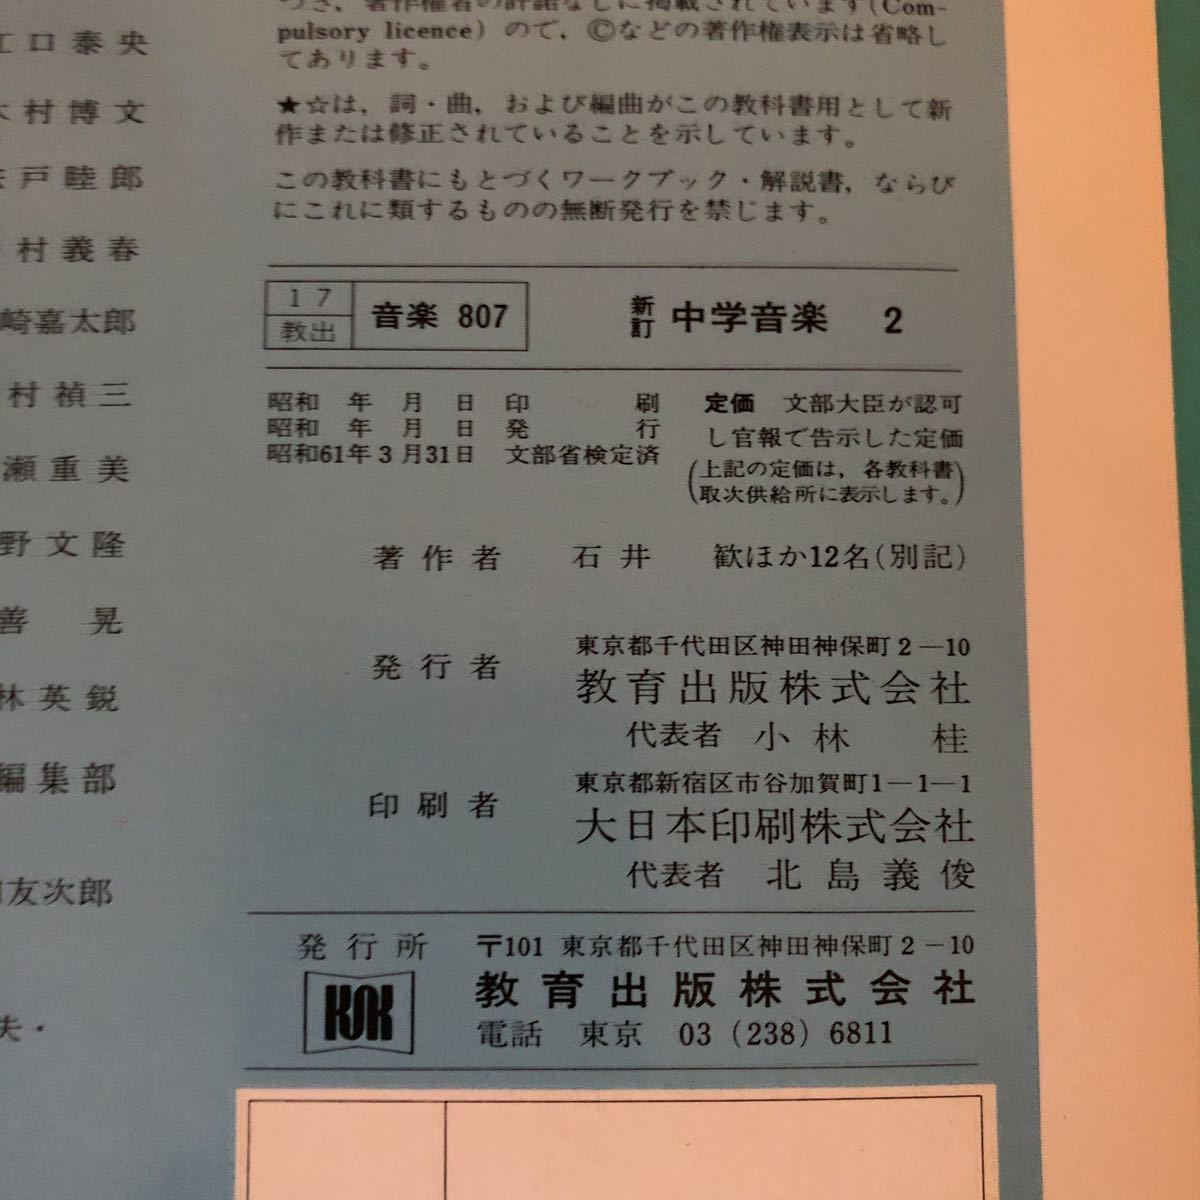 江口泰央
木村博文
戸睦郎
村義春
崎嘉太郎
村禎三
瀬重美
野文隆
善 晃
林英鋭
編集部
友次郎
夫・
づき，著作権者の許諾なしに掲載されています(Com-
pulsory licence) ので，Ⓒなどの著作権表示は省略し
てあります。
★☆は，詞・曲，および編曲がこの教科書用として新
作または修正されていることを示しています。
この教科書にもとづくワークブック・解説書，ならび
にこれに類するものの無断発行を禁じます。
17
教出
音楽 807
新訂 中学音楽 2
昭和 年 月 日 印 刷
昭和 年 月 日 発 行
昭和61年3月31日 文部省検定済
定価 文部大臣が認可
し官報で告示した定価
(上記の定価は，各教科書
取次供給所に表示します。)
著作者 石井 歓ほか12名(別記)
発行者
東京都千代田区神田神保町2－10
教育出版株式会社
代表者 小林 桂
印刷者
東京都新宿区市谷加賀町1－1－1
大日本印刷株式会社
代表者 北島義俊
発行所 〒101 東京都千代田区神田神保町2－10
教育出版株式会社
電話 東京 03 (238) 6811